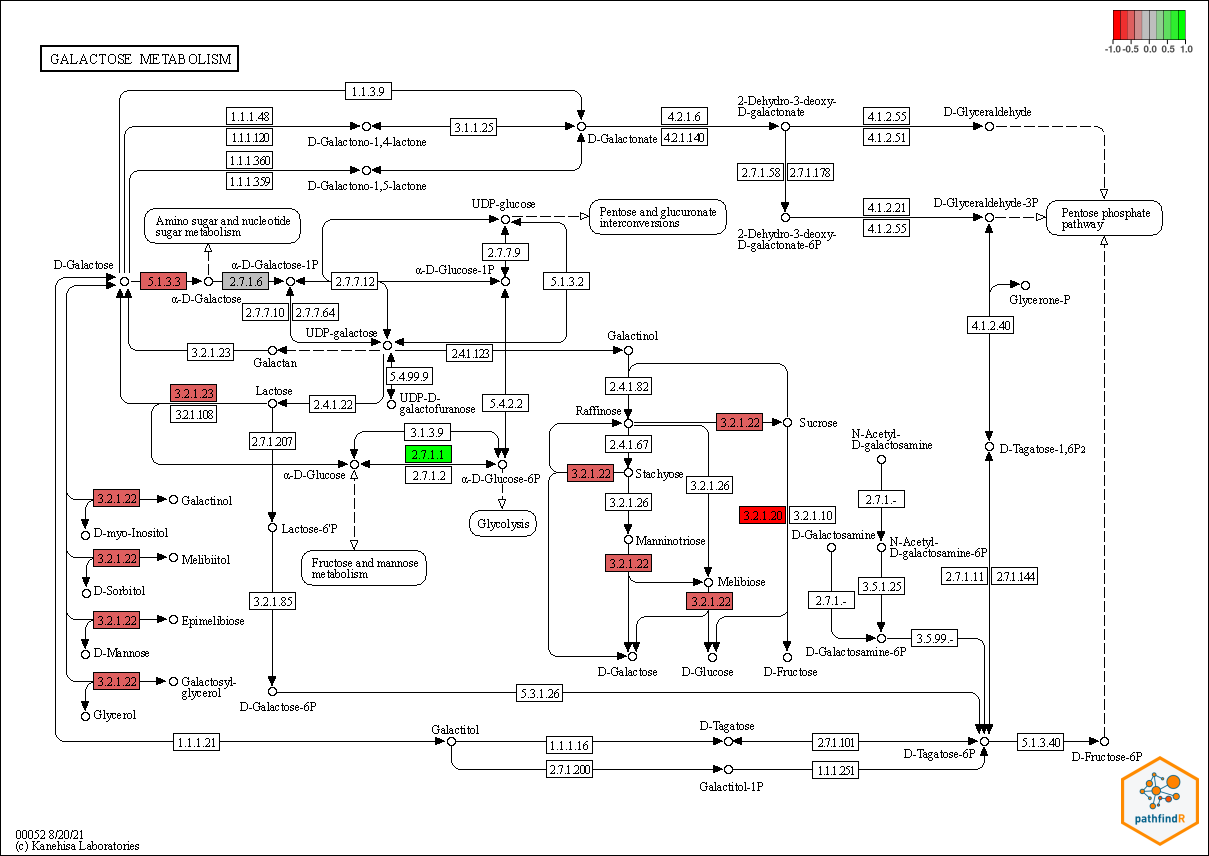 -1.0 -0.5 0.0 0.5 1.0
GALACTOSE METABOLISM
1.1.3.9
1.1.1.48
1.1.1.120
D-Galactono-1,4-lactone
3.1.1.25
D-Galactonate
4.2.1.6
4.2.1.140
2-Dehydro-3-deoxy-
D-galactonate
4.1.2.55
4.1.2.51
D-Glyceraldehyde
1.1.1.360
1.1.1.359
D-Galactono-1,5-lactone
2.7.1.58
2.7.1.178
Amino sugar and nucleotide
sugar metabolism
UDP-glucose
Pentose and glucuronate
interconversions
2-Dehydro-3-deoxy-
D-galactonate-6P
4.1.2.21
4.1.2.55
D-Glyceraldehyde-3P
Pentose phosphate
pathway
D-Galactose
5.1.3.3
α-D-Galactose
2.7.1.6
α-D-Galactose-1P
2.7.7.12
α-D-Glucose-1P
2.7.7.9
5.1.3.2
2.7.7.10
2.7.7.64
UDP-galactose
Glycerone-P
4.1.2.40
3.2.1.23
Galactan
2.4.1.123
Galactinol
5.4.99.9
UDP-D-
galactofuranose
5.4.2.2
2.4.1.82
3.2.1.23
3.2.1.108
Lactose
2.4.1.22
2.7.1.207
3.1.3.9
2.7.1.1
2.7.1.2
α-D-Glucose
α-D-Glucose-6P
Raffinose
3.2.1.22
Sucrose
2.4.1.67
3.2.1.22
Stachyose
3.2.1.26
3.2.1.26
N-Acetyl-
D-galactosamine
D-Tagatose-1,6P2
2.7.1.-
3.2.1.22
Galactinol
D-myo-Inositol
Lactose-6'P
Glycolysis
Fructose and mannose
metabolism
Manninotriose
3.2.1.20
3.2.1.10
D-Galactosamine
N-Acetyl-
D-galactosamine-6P
3.2.1.22
Melibiitol
D-Sorbitol
3.2.1.22
Melibiose
3.2.1.22
2.7.1.-
3.5.1.25
2.7.1.11
2.7.1.144
3.2.1.85
3.2.1.22
Epimelibiose
D-Mannose
D-Galactosamine-6P
3.5.99.-
D-Galactose
D-Glucose
D-Fructose
3.2.1.22
Galactosyl-
glycerol
Glycerol
D-Galactose-6P
5.3.1.26
1.1.1.21
Galactitol
1.1.1.16
D-Tagatose
2.7.1.101
D-Tagatose-6P
5.1.3.40
D-Fructose-6P
2.7.1.200
Galactitol-1P
1.1.1.251
pathfindR
00052 8/20/21
(c) Kanehisa Laboratories